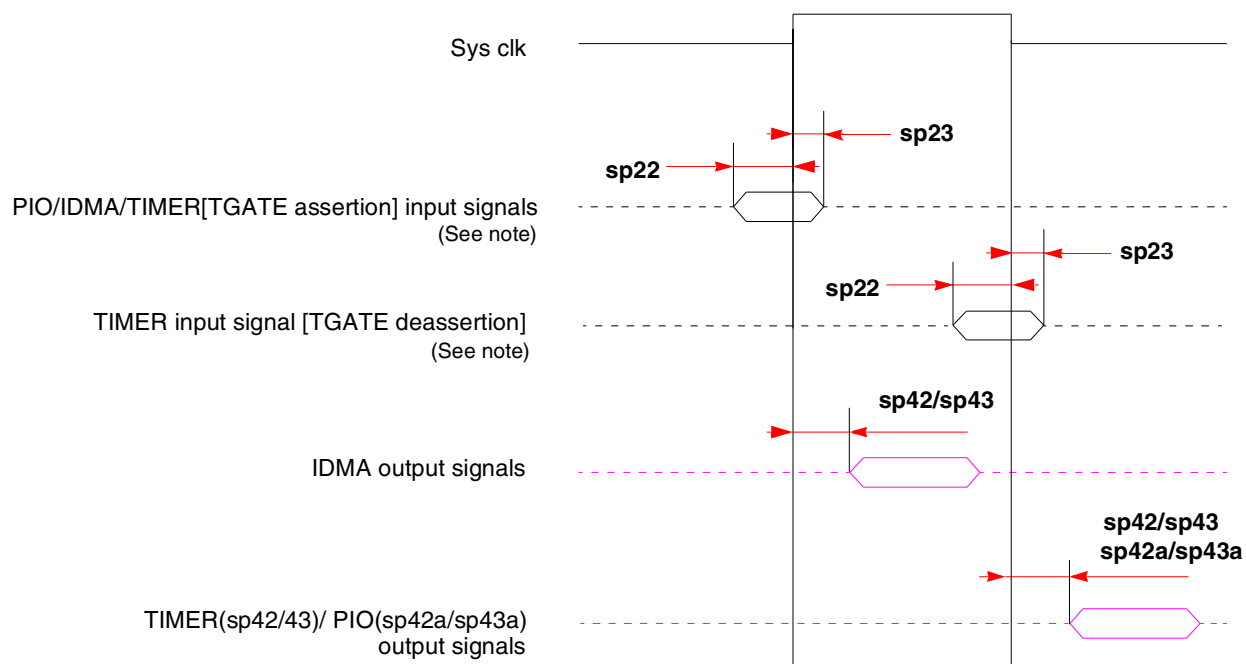 Sys clk
sp23
sp22
PIO/IDMA/TIMER[TGATE assertion] input signals
(See note)
sp23
sp22
TIMER input signal [TGATE deassertion]
(See note)
sp42/sp43
IDMA output signals
sp42/sp43
sp42a/sp43a
TIMER(sp42/43)/ PIO(sp42a/sp43a)
output signals